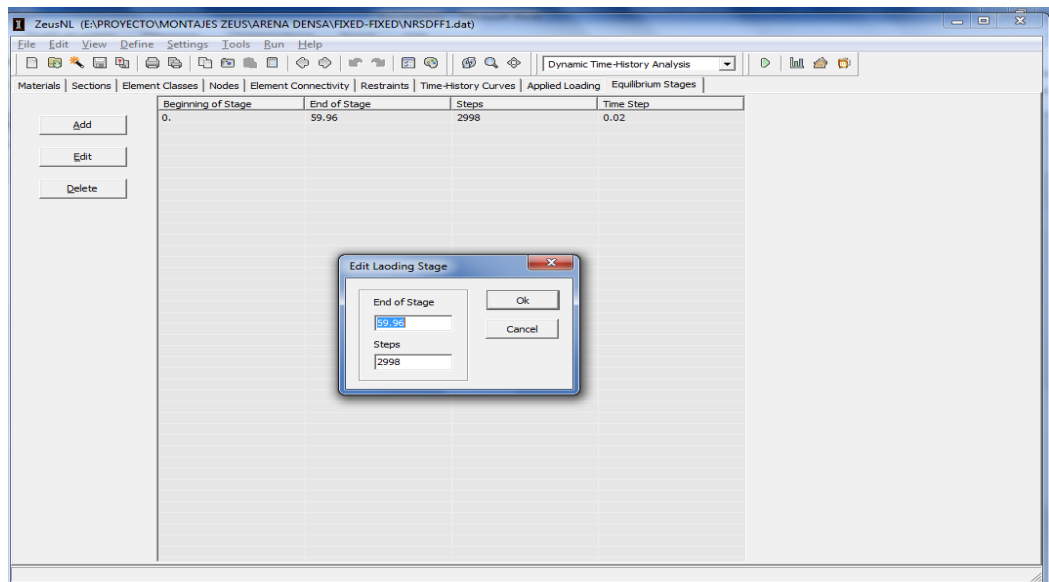 ZeusNL (E:\PROYECTO\MONTAJES ZEUS\ARENA DENSA\FIXED-FIXED\NRSDFF1.dat)
File Edit View Define Settings Tools Run Help
Dynamic Time-History Analysis
Materials Sections Element Classes Nodes Element Connectivity Restraints Time-History Curves Applied Loading Equilibrium Stages
Beginning of Stage End of Stage Steps Time Step
0. 59.96 2998 0.02
Add
Edit
Delete
Edit Laoding Stage
End of Stage
59.96
Steps
2998
Ok
Cancel